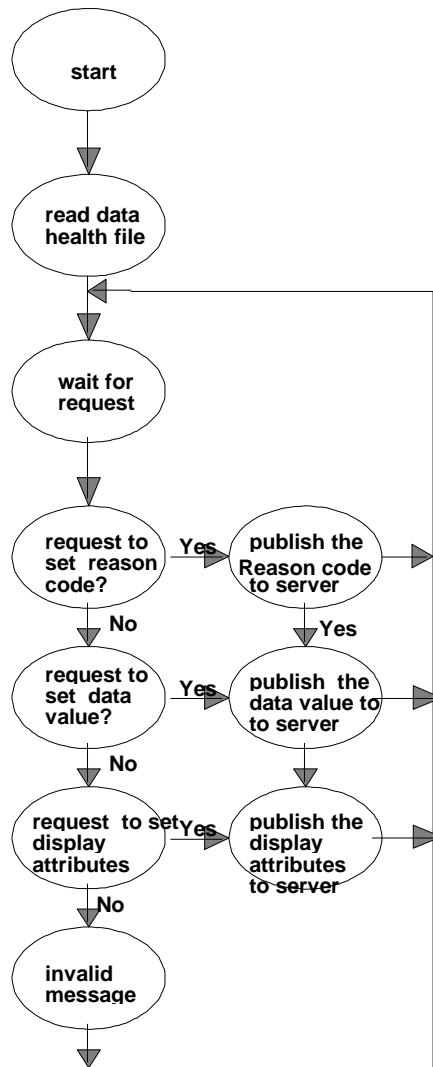 start
read data
health file
wait for
request
request to
set reason
code?
Yes
publish the
Reason code
to server
No
Yes
request to
set data
value?
Yes
publish the
data value to
to server
No
request to set
display
attributes
Yes
publish the
display
attributes
to server
No
invalid
message